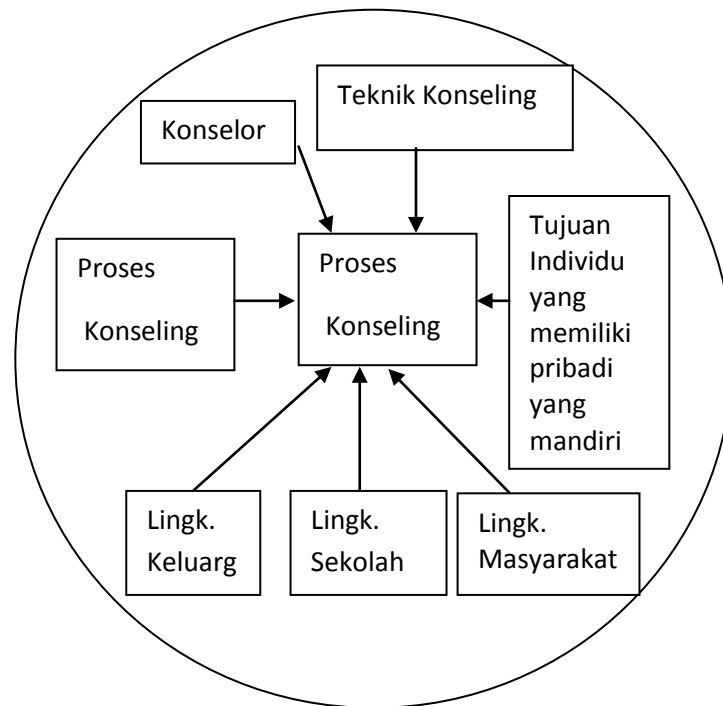 Teknik Konseling
Konselor
Proses
Konseling
Proses
Konseling
Tujuan
Individu
yang
memiliki
pribadi
yang
mandiri
Lingk.
Keluarg
Lingk.
Sekolah
Lingk.
Masyarakat